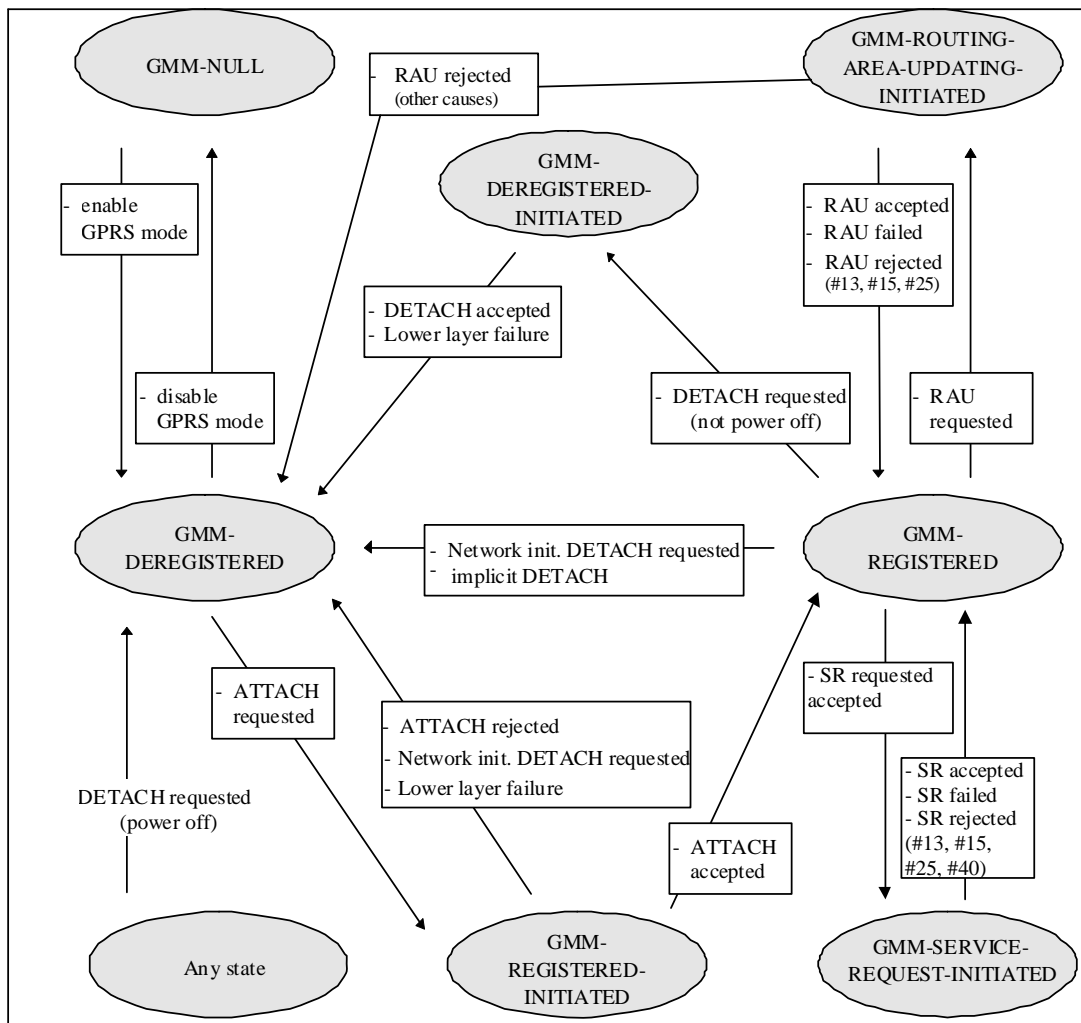 GMM-NULL
GMM-ROUTING-
AREA-UPDATING-
INITIATED
- RAU rejected
(other causes)
GMM-
DEREGISTERED-
INITIATED
- enable
GPRS mode
- RAU accepted
- RAU failed
- RAU rejected
(#13, #15, #25)
- DETACH accepted
- Lower layer failure
- disable
GPRS mode
- DETACH requested
(not power off)
- RAU
requested
GMM-
DEREGISTERED
- Network init. DETACH requested
- implicit DETACH
GMM-
REGISTERED
- ATTACH
requested
- ATTACH rejected
- Network init. DETACH requested
- Lower layer failure
- SR requested
accepted
DETACH requested
(power off)
- ATTACH
accepted
- SR accepted
- SR failed
- SR rejected
(#13, #15,
#25, #40)
Any state
GMM-
REGISTERED-
INITIATED
GMM-SERVICE-
REQUEST-INITIATED